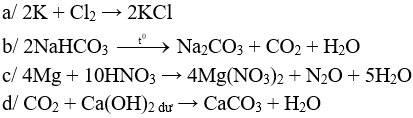 a/ 2K + Cl₂ → 2KCl
b/ 2NaHCO₃ —t⁰→ Na₂CO₃ + CO₂ + H₂O
c/ 4Mg + 10HNO₃ → 4Mg(NO₃)₂ + N₂O + 5H₂O
d/ CO₂ + Ca(OH)₂ dư → CaCO₃ + H₂O